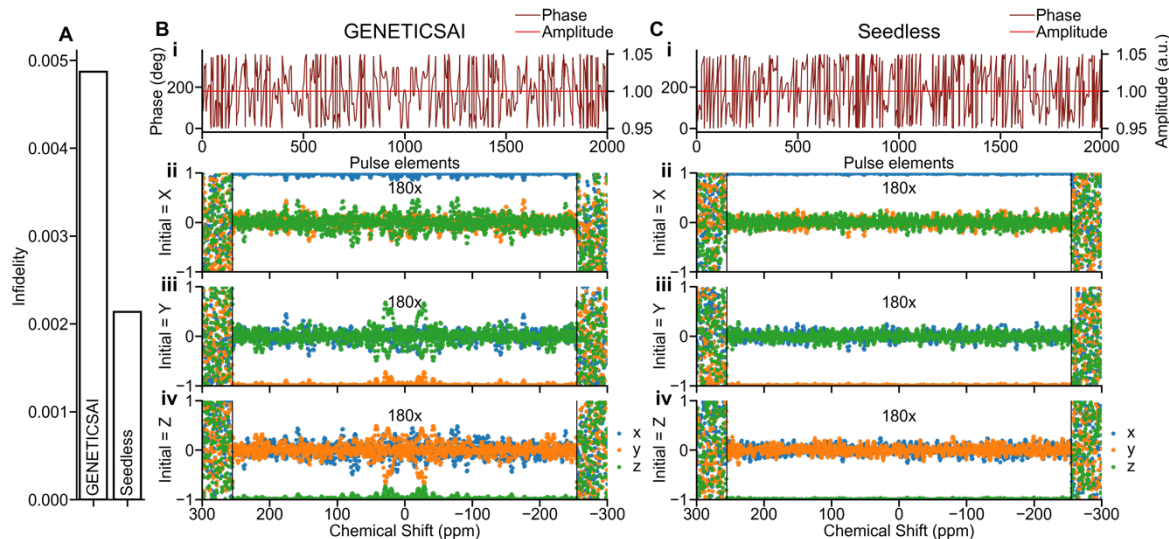 A
Infidelity
0.005
0.004
0.003
0.002
0.001
0.000
GENETICSAI
Seedless
B
GENETICSAI
Phase
Amplitude
i
Phase (deg)
200
0
1.05
1.00
0.95
0 500 1000 1500 2000
Pulse elements
ii
Initial = X
1
0
−1
180x
iii
Initial = Y
0
−1
180x
iv
Initial = Z
1
0
−1
180x
x
y
z
300 200 100 0 −100 −200 −300
Chemical Shift (ppm)
C
Seedless
Phase
Amplitude
i
200
0
1.05
1.00
0.95
Amplitude (a.u.)
0 500 1000 1500 2000
Pulse elements
ii
Initial = X
1
0
−1
180x
iii
Initial = Y
0
−1
180x
iv
Initial = Z
1
0
−1
180x
x
y
z
300 200 100 0 −100 −200 −300
Chemical Shift (ppm)